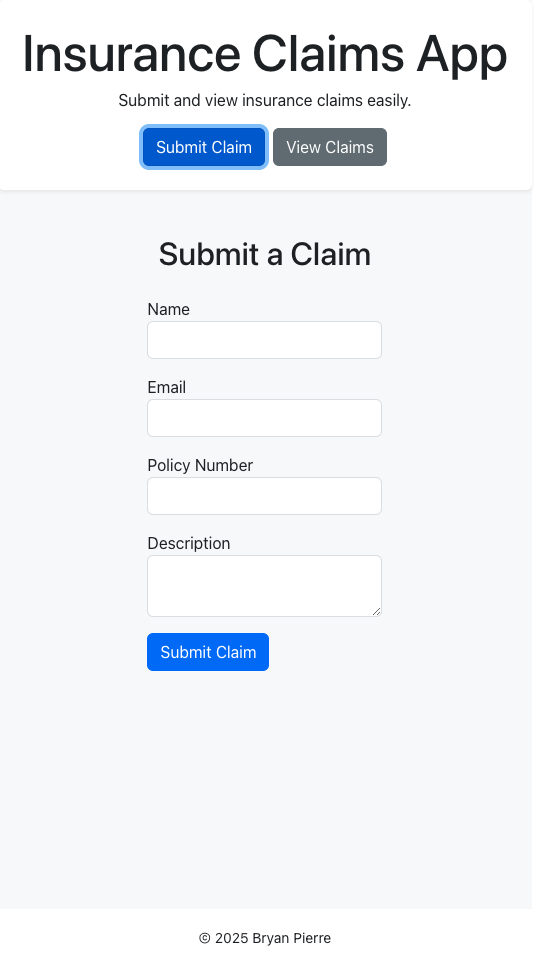 Insurance Claims App
Submit and view insurance claims easily.
Submit Claim View Claims
Submit a Claim
Name
Email
Policy Number
Description
Submit Claim
© 2025 Bryan Pierre